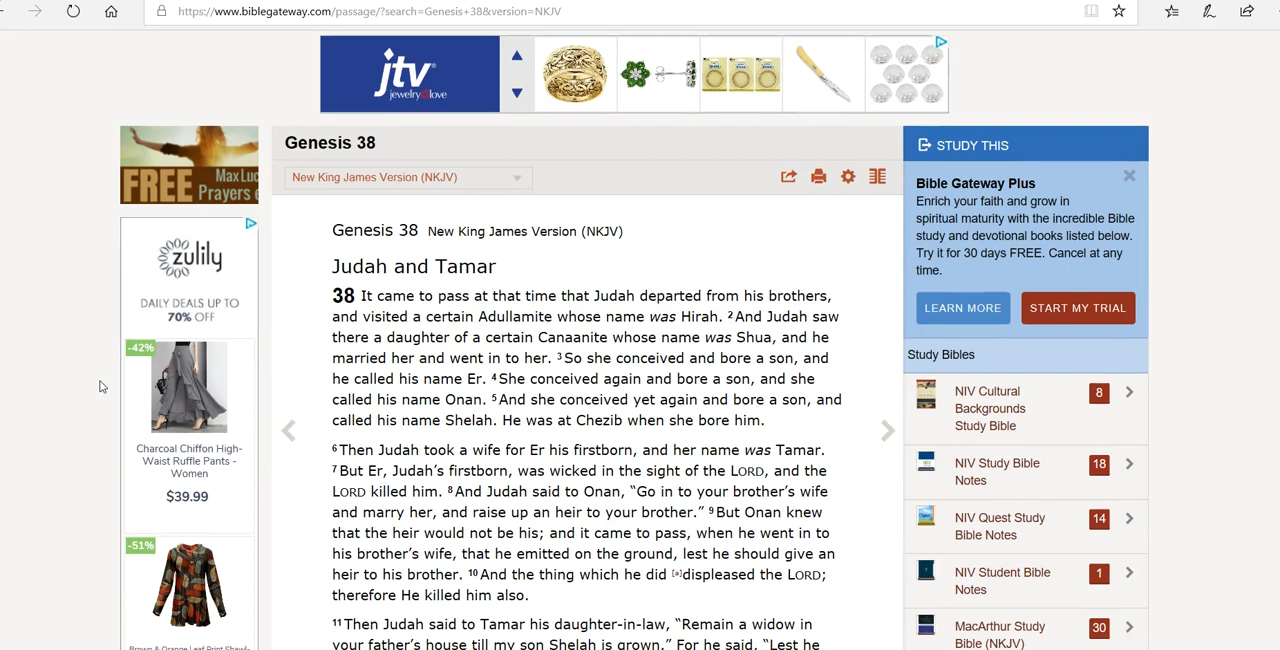 https://www.biblegateway.com/passage/?search=Genesis+38&version=NKJV
jtv
jewelry love
FREE
Max Luc
Prayers e
zulily
DAILY DEALS UP TO
70% OFF
-42%
Charcoal Chiffon High-
Waist Ruffle Pants -
Women
$39.99
-51%
Brown & Orange Leaf Print Shawl-
Genesis 38
New King James Version (NKJV)
Genesis 38 New King James Version (NKJV)
Judah and Tamar
38 It came to pass at that time that Judah departed from his brothers,
and visited a certain Adullamite whose name was Hirah. 2 And Judah saw
there a daughter of a certain Canaanite whose name was Shua, and he
married her and went in to her. 3 So she conceived and bore a son, and
he called his name Er. 4 She conceived again and bore a son, and she
called his name Onan. 5 And she conceived yet again and bore a son, and
called his name Shelah. He was at Chezib when she bore him.
6 Then Judah took a wife for Er his firstborn, and her name was Tamar.
7 But Er, Judah’s firstborn, was wicked in the sight of the LORD, and the
LORD killed him. 8 And Judah said to Onan, “Go in to your brother’s wife
and marry her, and raise up an heir to your brother.” 9 But Onan knew
that the heir would not be his; and it came to pass, when he went in to
his brother’s wife, that he emitted on the ground, lest he should give an
heir to his brother. 10 And the thing which he did [a]displeased the LORD;
therefore He killed him also.
11 Then Judah said to Tamar his daughter-in-law, “Remain a widow in
your father’s house till my son Shelah is grown.” For he said, “Lest he
STUDY THIS
Bible Gateway Plus
Enrich your faith and grow in
spiritual maturity with the incredible Bible
study and devotional books listed below.
Try it for 30 days FREE. Cancel at any
time.
LEARN MORE
START MY TRIAL
Study Bibles
NIV Cultural
Backgrounds
Study Bible
8
NIV Study Bible
Notes
18
NIV Quest Study
Bible Notes
14
NIV Student Bible
Notes
1
MacArthur Study
Bible (NKJV)
30